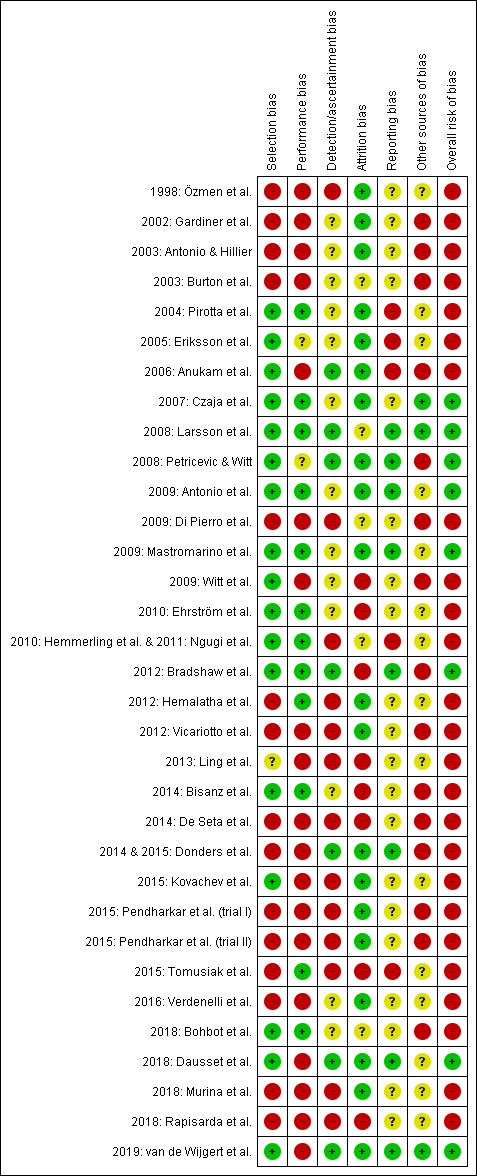 Selection bias
Performance bias
Detection/ascertainment bias
Attrition bias
Reporting bias
Other sources of bias
Overall risk of bias
1998: Özmen et al. - - - + ? ? -
2002: Gardiner et al. - - ? + ? - -
2003: Antonio & Hillier - - ? + ? - -
2003: Burton et al. - - ? ? ? - -
2004: Pirotta et al. + + ? + - ? -
2005: Eriksson et al. + ? ? + - ? -
2006: Anukam et al. + - + + - - -
2007: Czaja et al. + + ? + ? + +
2008: Larsson et al. + + + ? + + +
2008: Petricevic & Witt + ? + + + - +
2009: Antonio et al. + + ? + + ? +
2009: Di Pierro et al. - - - ? ? - -
2009: Mastromarino et al. + + ? + + ? +
2009: Witt et al. + - ? - ? - -
2010: Ehrström et al. + + ? - ? ? -
2010: Hemmerling et al. & 2011: Ngugi et al. + + - ? - ? -
2012: Bradshaw et al. + + + - + - +
2012: Hemalatha et al. - + - + ? ? -
2012: Vicariotto et al. - - - + ? - -
2013: Ling et al. ? - - - ? ? -
2014: Bisanz et al. + + ? - ? - -
2014: De Seta et al. - - - - ? - -
2014 & 2015: Donders et al. - - + + + - -
2015: Kovachev et al. + - - + ? ? -
2015: Pendharkar et al. (trial I) - - - + ? - -
2015: Pendharkar et al. (trial II) - - - + ? - -
2015: Tomusiak et al. - + - - - ? -
2016: Verdenelli et al. - - ? + ? ? -
2018: Bohbot et al. + + ? ? ? - -
2018: Dausset et al. + - + + + ? +
2018: Murina et al. - - - + ? ? -
2018: Rapisarda et al. - - - - ? ? -
2019: van de Wijgert et al. + - + + + + +